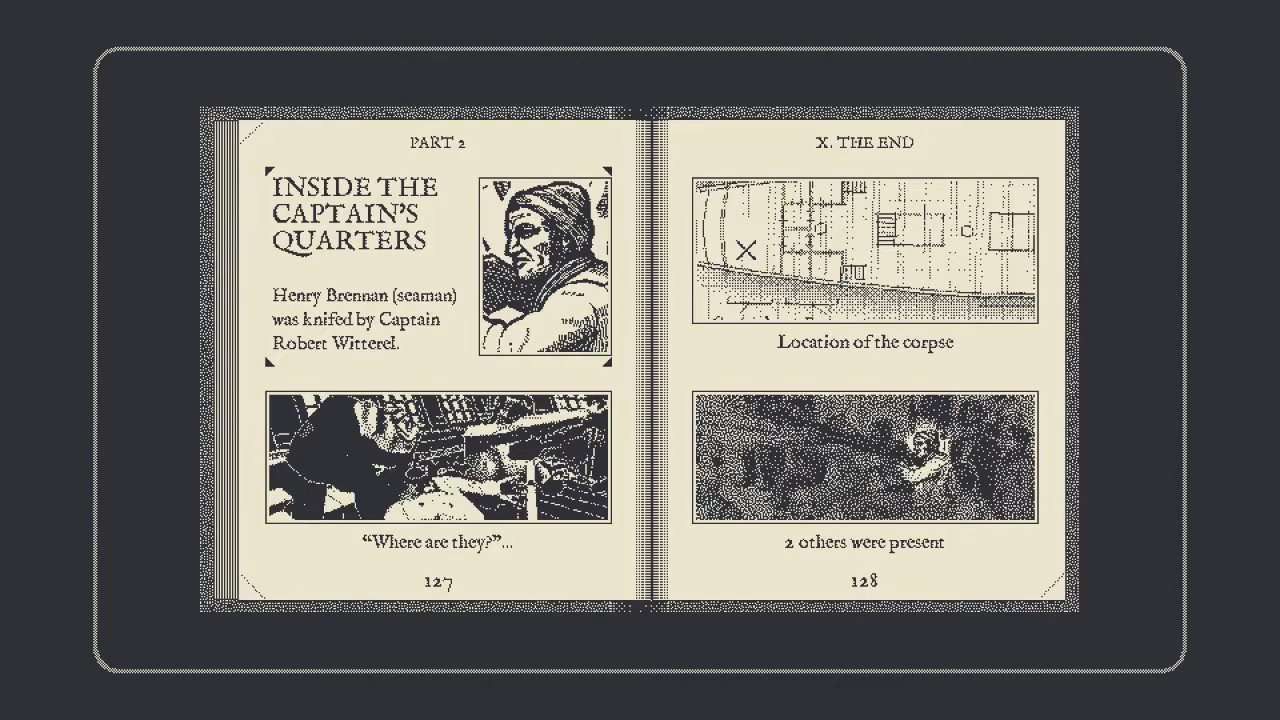 PART 2
INSIDE THE
CAPTAIN'S
QUARTERS
Henry Brennan (seaman)
was knifed by Captain
Robert Witterel.
“Where are they?”...
127
X. THE END
Location of the corpse
2 others were present
128